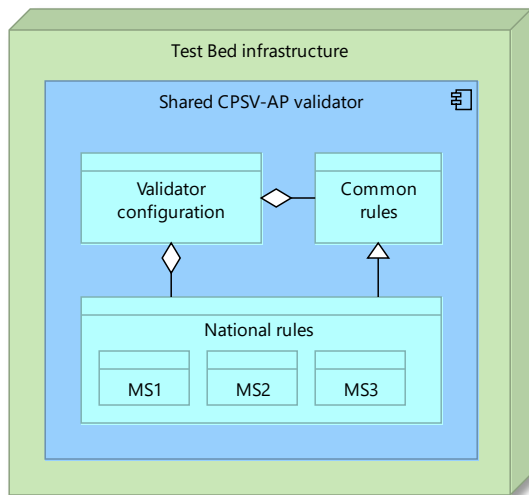 Test Bed infrastructure
Shared CPSV-AP validator
Validator
configuration
Common
rules
National rules
MS1
MS2
MS3